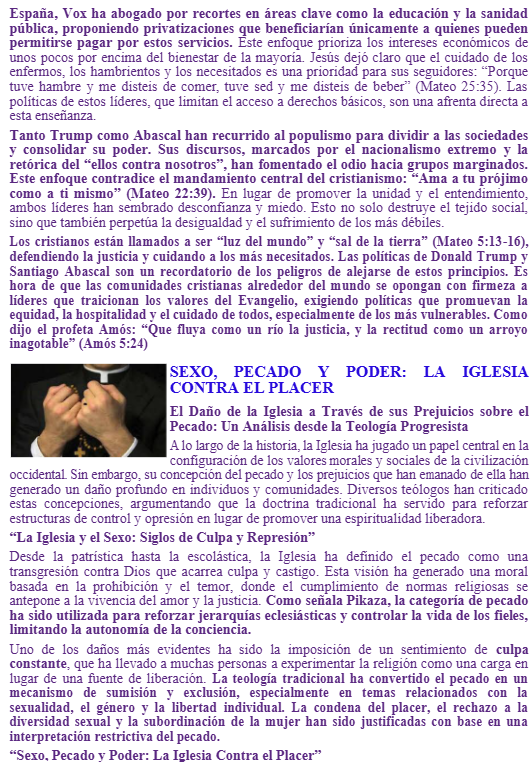 España, Vox ha abogado por recortes en áreas clave como la educación y la sanidad
pública, proponiendo privatizaciones que beneficiarían únicamente a quienes pueden
permitirse pagar por estos servicios. Este enfoque prioriza los intereses económicos de
unos pocos por encima del bienestar de la mayoría. Jesús dejó claro que el cuidado de los
enfermos, los hambrientos y los necesitados es una prioridad para sus seguidores: “Porque
tuve hambre y me disteis de comer, tuve sed y me disteis de beber” (Mateo 25:35). Las
políticas de estos líderes, que limitan el acceso a derechos básicos, son una afrenta directa a
esta enseñanza.
Tanto Trump como Abascal han recurrido al populismo para dividir a las sociedades
y consolidar su poder. Sus discursos, marcados por el nacionalismo extremo y la
retórica del “ellos contra nosotros”, han fomentado el odio hacia grupos marginados.
Este enfoque contradice el mandamiento central del cristianismo: “Ama a tu prójimo
como a ti mismo” (Mateo 22:39). En lugar de promover la unidad y el entendimiento,
ambos líderes han sembrado desconfianza y miedo. Esto no solo destruye el tejido social,
sino que también perpetúa la desigualdad y el sufrimiento de los más débiles.
Los cristianos están llamados a ser “luz del mundo” y “sal de la tierra” (Mateo 5:13-16),
defendiendo la justicia y cuidando a los más necesitados. Las políticas de Donald Trump y
Santiago Abascal son un recordatorio de los peligros de alejarse de estos principios. Es
hora de que las comunidades cristianas alrededor del mundo se opongan con firmeza a
líderes que traicionan los valores del Evangelio, exigiendo políticas que promuevan la
equidad, la hospitalidad y el cuidado de todos, especialmente de los más vulnerables. Como
dijo el profeta Amós: “Que fluya como un río la justicia, y la rectitud como un arroyo
inagotable” (Amós 5:24)
SEXO, PECADO Y PODER: LA IGLESIA
CONTRA EL PLACER
El Daño de la Iglesia a Través de sus Prejuicios sobre el
Pecado: Un Análisis desde la Teología Progresista
A lo largo de la historia, la Iglesia ha jugado un papel central en la
configuración de los valores morales y sociales de la civilización
occidental. Sin embargo, su concepción del pecado y los prejuicios que han emanado de ella han
generado un daño profundo en individuos y comunidades. Diversos teólogos han criticado
estas concepciones, argumentando que la doctrina tradicional ha servido para reforzar
estructuras de control y opresión en lugar de promover una espiritualidad liberadora.
“La Iglesia y el Sexo: Siglos de Culpa y Represión”
Desde la patrística hasta la escolástica, la Iglesia ha definido el pecado como una
transgresión contra Dios que acarrea culpa y castigo. Esta visión ha generado una moral
basada en la prohibición y el temor, donde el cumplimiento de normas religiosas se
antepone a la vivencia del amor y la justicia. Como señala Pikaza, la categoría de pecado
ha sido utilizada para reforzar jerarquías eclesiásticas y controlar la vida de los fieles,
limitando la autonomía de la conciencia.
Uno de los daños más evidentes ha sido la imposición de un sentimiento de culpa
constante, que ha llevado a muchas personas a experimentar la religión como una carga en
lugar de una fuente de liberación. La teología tradicional ha convertido el pecado en un
mecanismo de sumisión y exclusión, especialmente en temas relacionados con la
sexualidad, el género y la libertad individual. La condena del placer, el rechazo a la
diversidad sexual y la subordinación de la mujer han sido justificadas con base en una
interpretación restrictiva del pecado.
“Sexo, Pecado y Poder: La Iglesia Contra el Placer”